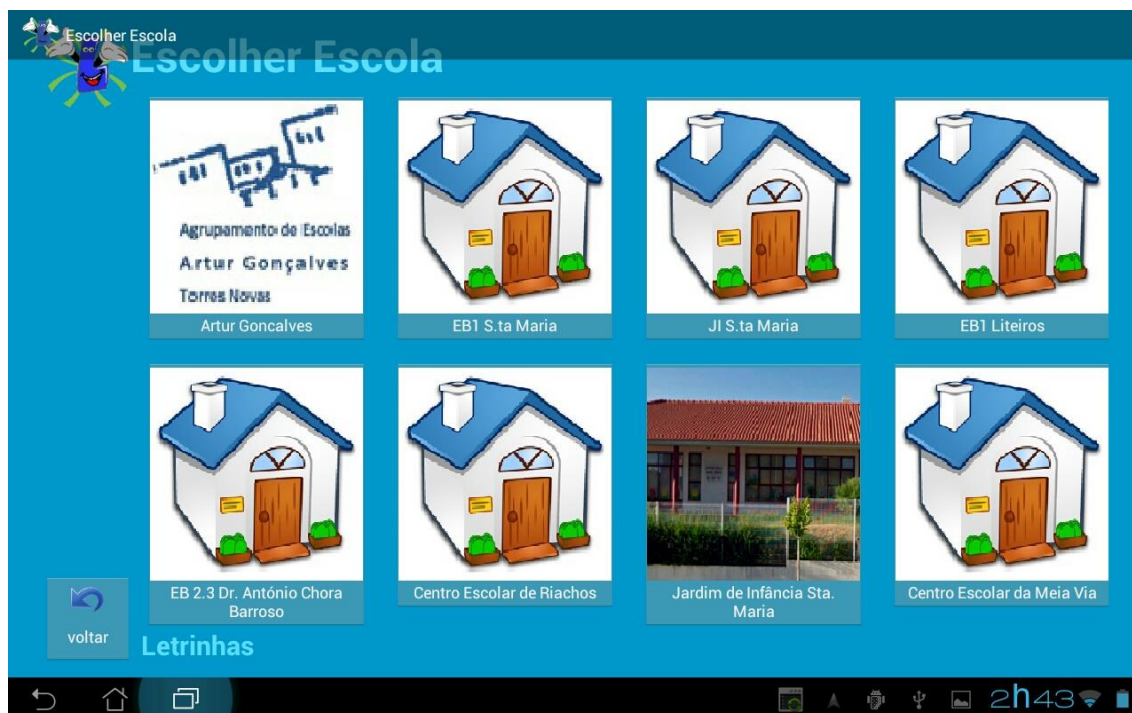 Escolher Escola
Escolher Escola
Agrupamento de Escolas
Artur Gonçalves
Torres Novas
Artur Goncalves
EB1 S.ta Maria
JI S.ta Maria
EB1 Liteiros
EB 2.3 Dr. António Chora
Barroso
Centro Escolar de Riachos
Jardim de Infância Sta.
Maria
Centro Escolar da Meia Via
voltar
Letrinhas
2h43